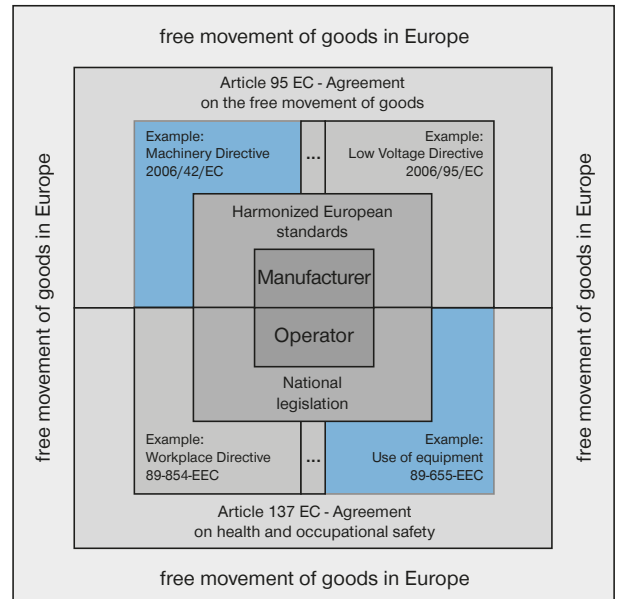 free movement of goods in Europe
Article 95 EC - Agreement
on the free movement of goods
Example:
Machinery Directive
2006/42/EC
...
Example:
Low Voltage Directive
2006/95/EC
free movement of goods in Europe
free movement of goods in Europe
Harmonized European
standards
Manufacturer
Operator
National
legislation
Example:
Workplace Directive
89-854-EEC
...
Example:
Use of equipment
89-655-EEC
Article 137 EC - Agreement
on health and occupational safety
free movement of goods in Europe